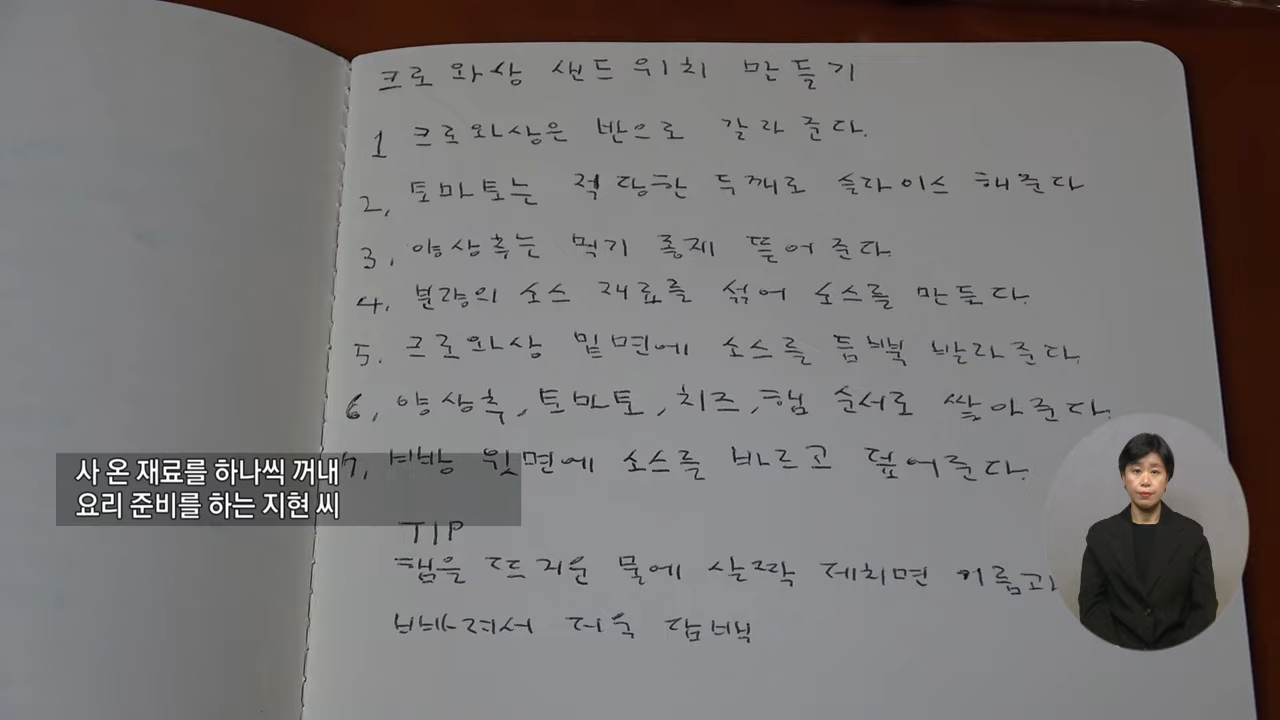 크로와상 샌드위치 만들기
1 크로와상은 반으로 갈라 준다.
2, 토마토는 적당한 두께로 슬라이스 해준다
3, 양상추는 먹기 좋게 뜯어 준다.
4, 분량의 소스 재료를 섞어 소스를 만든다.
5. 크로와상 밑면에 소스를 듬뿍 발라준다.
6, 양상추, 토마토, 치즈, 햄 순서로 쌓아준다.
7, 윗면에 소스를 바르고 덮어준다.
사 온 재료를 하나씩 꺼내
요리 준비를 하는 지현 씨
TIP
햄을 뜨거운 물에 살짝 데치면 기름기
빠져서 더욱 담백